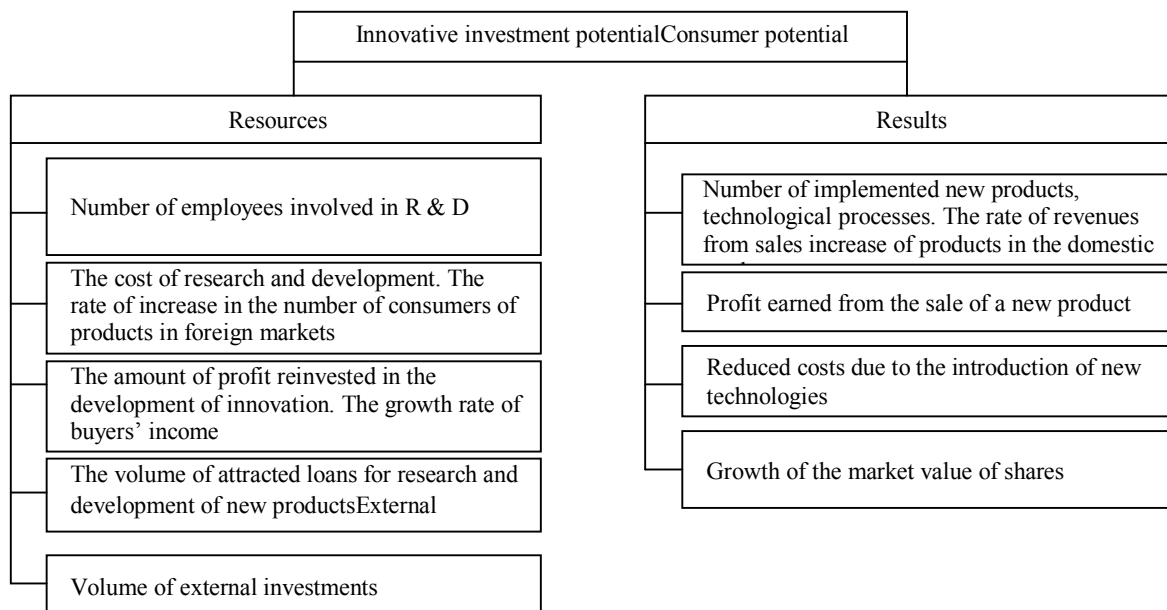 Innovative investment potentialConsumer potential
Resources
Number of employees involved in R & D
The cost of research and development. The
rate of increase in the number of consumers of
products in foreign markets
The amount of profit reinvested in the
development of innovation. The growth rate of
buyers’ income
The volume of attracted loans for research and
development of new productsExternal
Volume of external investments
Results
Number of implemented new products,
technological processes. The rate of revenues
from sales increase of products in the domestic
Profit earned from the sale of a new product
Reduced costs due to the introduction of new
technologies
Growth of the market value of shares